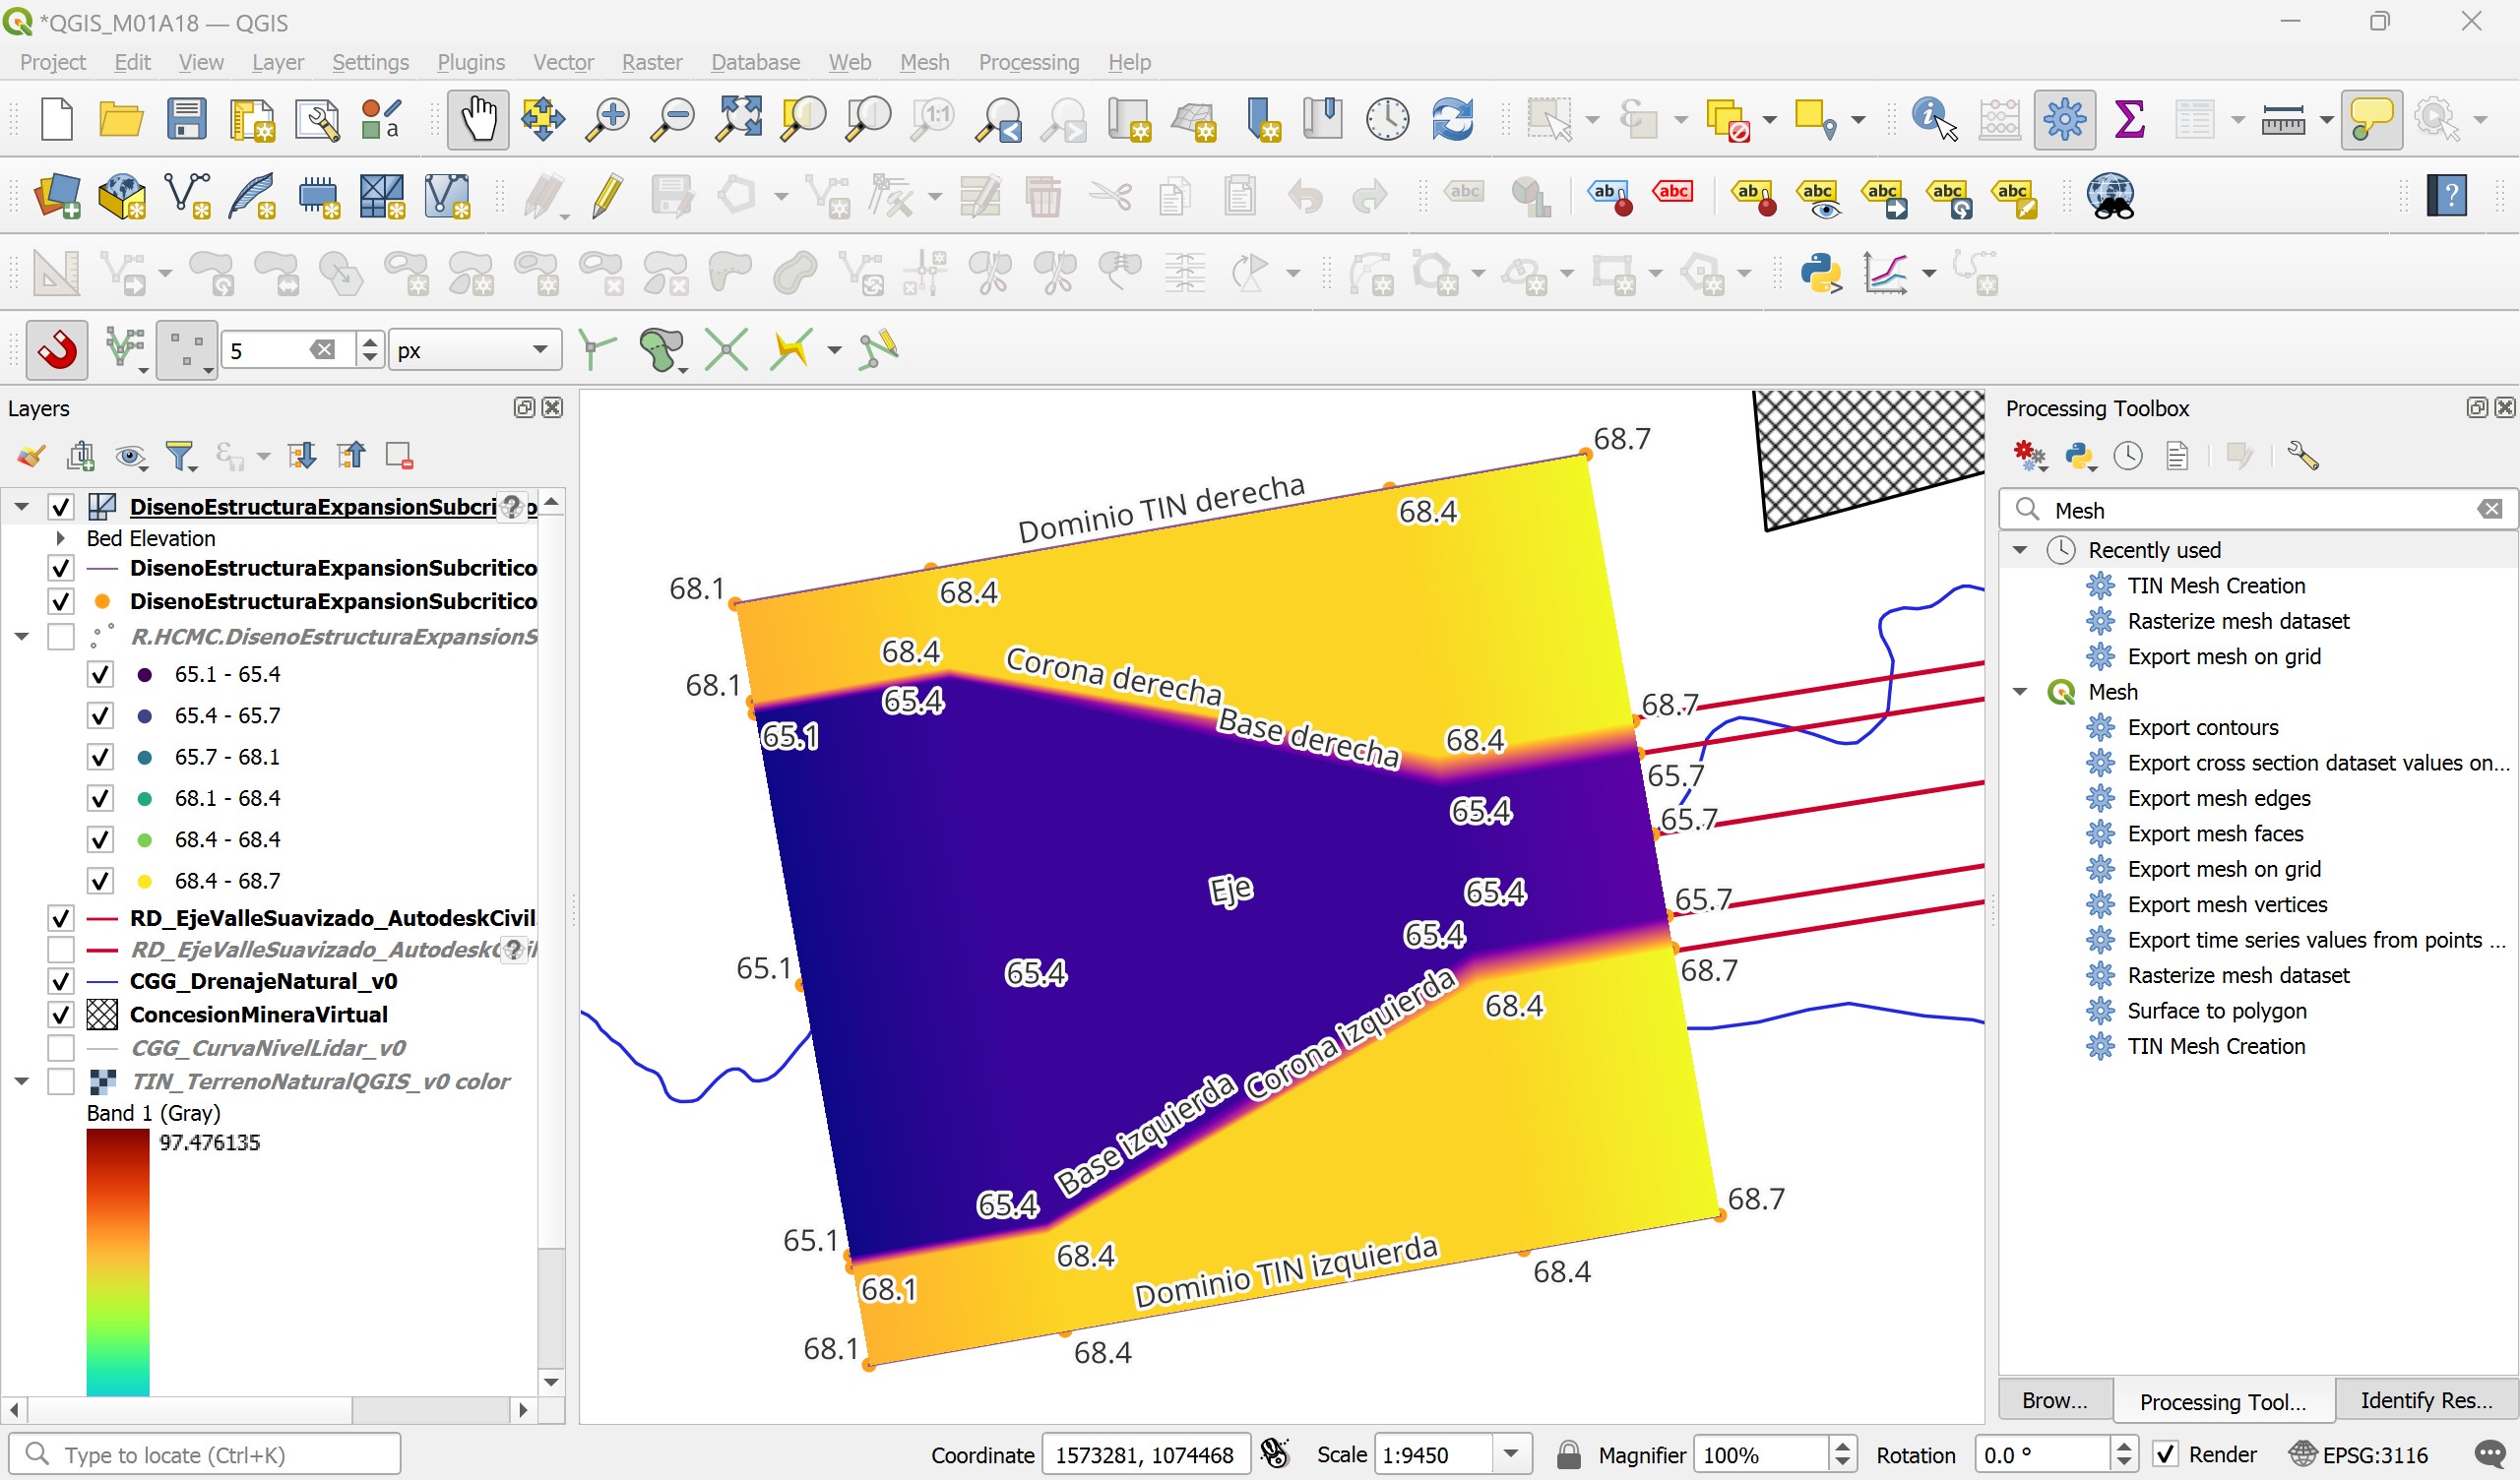 *QGIS_M01A18 — QGIS
Project Edit View Layer Settings Plugins Vector Raster Database Web Mesh Processing Help
5 px
Layers
DisenoEstructuraExpansionSubcri
Bed Elevation
DisenoEstructuraExpansionSubcritico
DisenoEstructuraExpansionSubcritico
R.HCMC.DisenoEstructuraExpansionS
65.1 - 65.4
65.4 - 65.7
65.7 - 68.1
68.1 - 68.4
68.4 - 68.4
68.4 - 68.7
RD_EjeValleSuavizado_AutodeskCivil
RD_EjeValleSuavizado_Autodesk
CGG_DrenajeNatural_v0
ConcesionMineraVirtual
CGG_CurvaNivelLidar_v0
TIN_TerrenoNaturalQGIS_v0 color
Band 1 (Gray)
97.476135
68.7
Dominio TIN derecha
68.4
68.1
68.4
68.4
Corona derecha
68.1
65.4
68.7
65.1
Base derecha
68.4
65.7
65.4
65.7
Eje
65.4
65.7
65.4
65.1
65.4
68.7
Corona izquierda
68.4
Base izquierda
65.4
68.7
65.1
68.4
Dominio TIN izquierda
68.4
68.1
68.1
68.4
Processing Toolbox
Mesh
Recently used
TIN Mesh Creation
Rasterize mesh dataset
Export mesh on grid
Mesh
Export contours
Export cross section dataset values on...
Export mesh edges
Export mesh faces
Export mesh on grid
Export mesh vertices
Export time series values from points ...
Rasterize mesh dataset
Surface to polygon
TIN Mesh Creation
Brow... Processing Tool... Identify Res...
Type to locate (Ctrl+K) Coordinate 1573281, 1074468 Scale 1:9450 Magnifier 100% Rotation 0.0 ° Render EPSG:3116